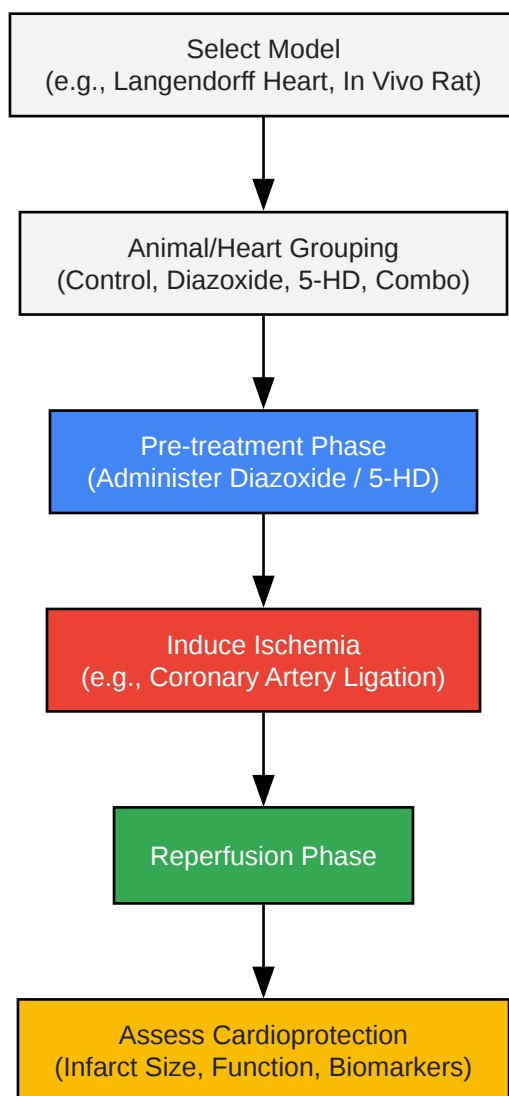 Select Model
(e.g., Langendorff Heart, In Vivo Rat)
Animal/Heart Grouping
(Control, Diazoxide, 5-HD, Combo)
Pre-treatment Phase
(Administer Diazoxide / 5-HD)
Induce Ischemia
(e.g., Coronary Artery Ligation)
Reperfusion Phase
Assess Cardioprotection
(Infarct Size, Function, Biomarkers)